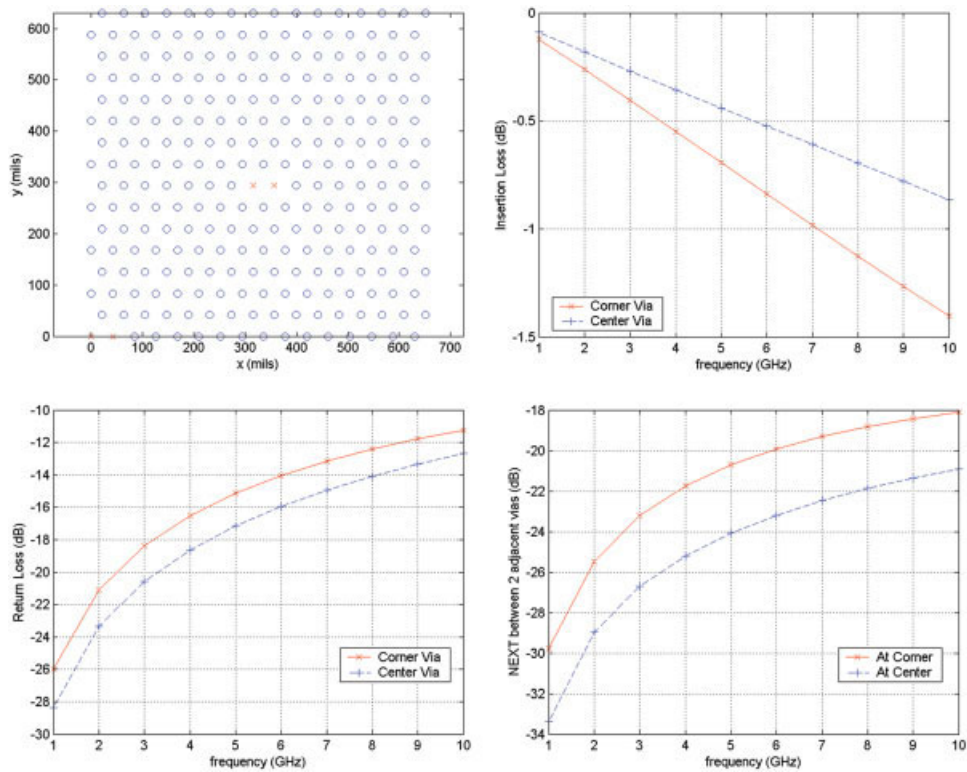 600
500
400
300
200
100
0
y (mils)
0 100 200 300 400 500 600 700
x (mils)
0
-0.5
-1
-1.5
Insertion Loss (dB)
Corner Via
Center Via
1 2 3 4 5 6 7 8 9 10
frequency (GHz)
-10
-12
-14
-16
-18
-20
-22
-24
-26
-28
-30
Return Loss (dB)
Corner Via
Center Via
1 2 3 4 5 6 7 8 9 10
frequency (GHz)
-18
-20
-22
-24
-26
-28
-30
-32
-34
NEXT between 2 adjacent vias (dB)
At Corner
At Center
1 2 3 4 5 6 7 8 9 10
frequency (GHz)